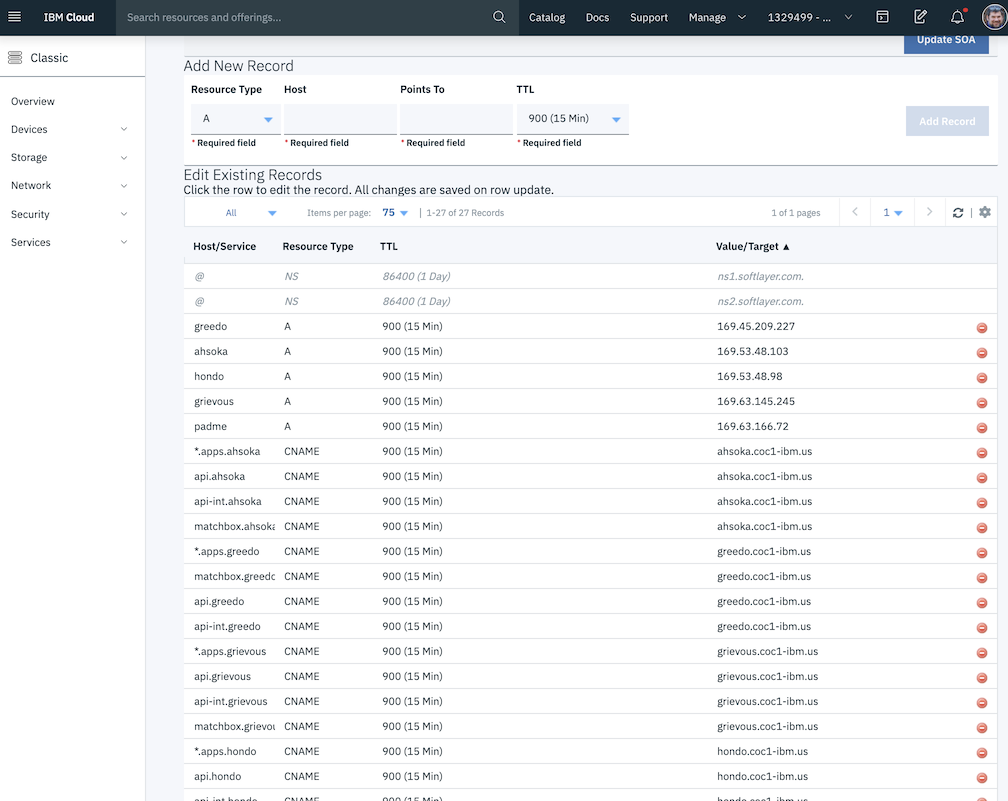 IBM Cloud
Search resources and offerings...
Catalog
Docs
Support
Manage
1329499 - ...
Classic
Overview
Devices
Storage
Network
Security
Services
Update SOA
Add New Record
Resource Type Host Points To TTL
A 900 (15 Min)
Add Record
* Required field * Required field * Required field * Required field
Edit Existing Records
Click the row to edit the record. All changes are saved on row update.
All Items per page: 75 | 1-27 of 27 Records 1 of 1 pages 1 |
Host/Service Resource Type TTL Value/Target ▲
@ NS 86400 (1 Day) ns1.softlayer.com.
@ NS 86400 (1 Day) ns2.softlayer.com.
greedo A 900 (15 Min) 169.45.209.227
ahsoka A 900 (15 Min) 169.53.48.103
hondo A 900 (15 Min) 169.53.48.98
grievous A 900 (15 Min) 169.63.145.245
padme A 900 (15 Min) 169.63.166.72
*.apps.ahsoka CNAME 900 (15 Min) ahsoka.coc1-ibm.us
api.ahsoka CNAME 900 (15 Min) ahsoka.coc1-ibm.us
api-int.ahsoka CNAME 900 (15 Min) ahsoka.coc1-ibm.us
matchbox.ahsoka CNAME 900 (15 Min) ahsoka.coc1-ibm.us
*.apps.greedo CNAME 900 (15 Min) greedo.coc1-ibm.us
matchbox.greedo CNAME 900 (15 Min) greedo.coc1-ibm.us
api.greedo CNAME 900 (15 Min) greedo.coc1-ibm.us
api-int.greedo CNAME 900 (15 Min) greedo.coc1-ibm.us
*.apps.grievous CNAME 900 (15 Min) grievous.coc1-ibm.us
api.grievous CNAME 900 (15 Min) grievous.coc1-ibm.us
api-int.grievous CNAME 900 (15 Min) grievous.coc1-ibm.us
matchbox.grievou CNAME 900 (15 Min) grievous.coc1-ibm.us
*.apps.hondo CNAME 900 (15 Min) hondo.coc1-ibm.us
api.hondo CNAME 900 (15 Min) hondo.coc1-ibm.us
api-int.hondo CNAME 900 (15 Min) hondo.coc1-ibm.us